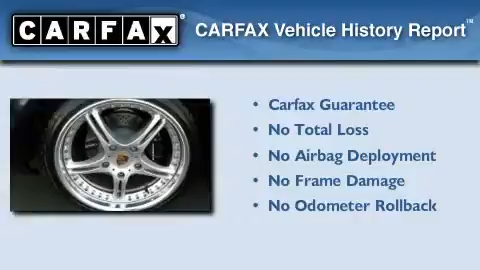 CARFAX® CARFAX Vehicle History Report™
• Carfax Guarantee
• No Total Loss
• No Airbag Deployment
• No Frame Damage
• No Odometer Rollback